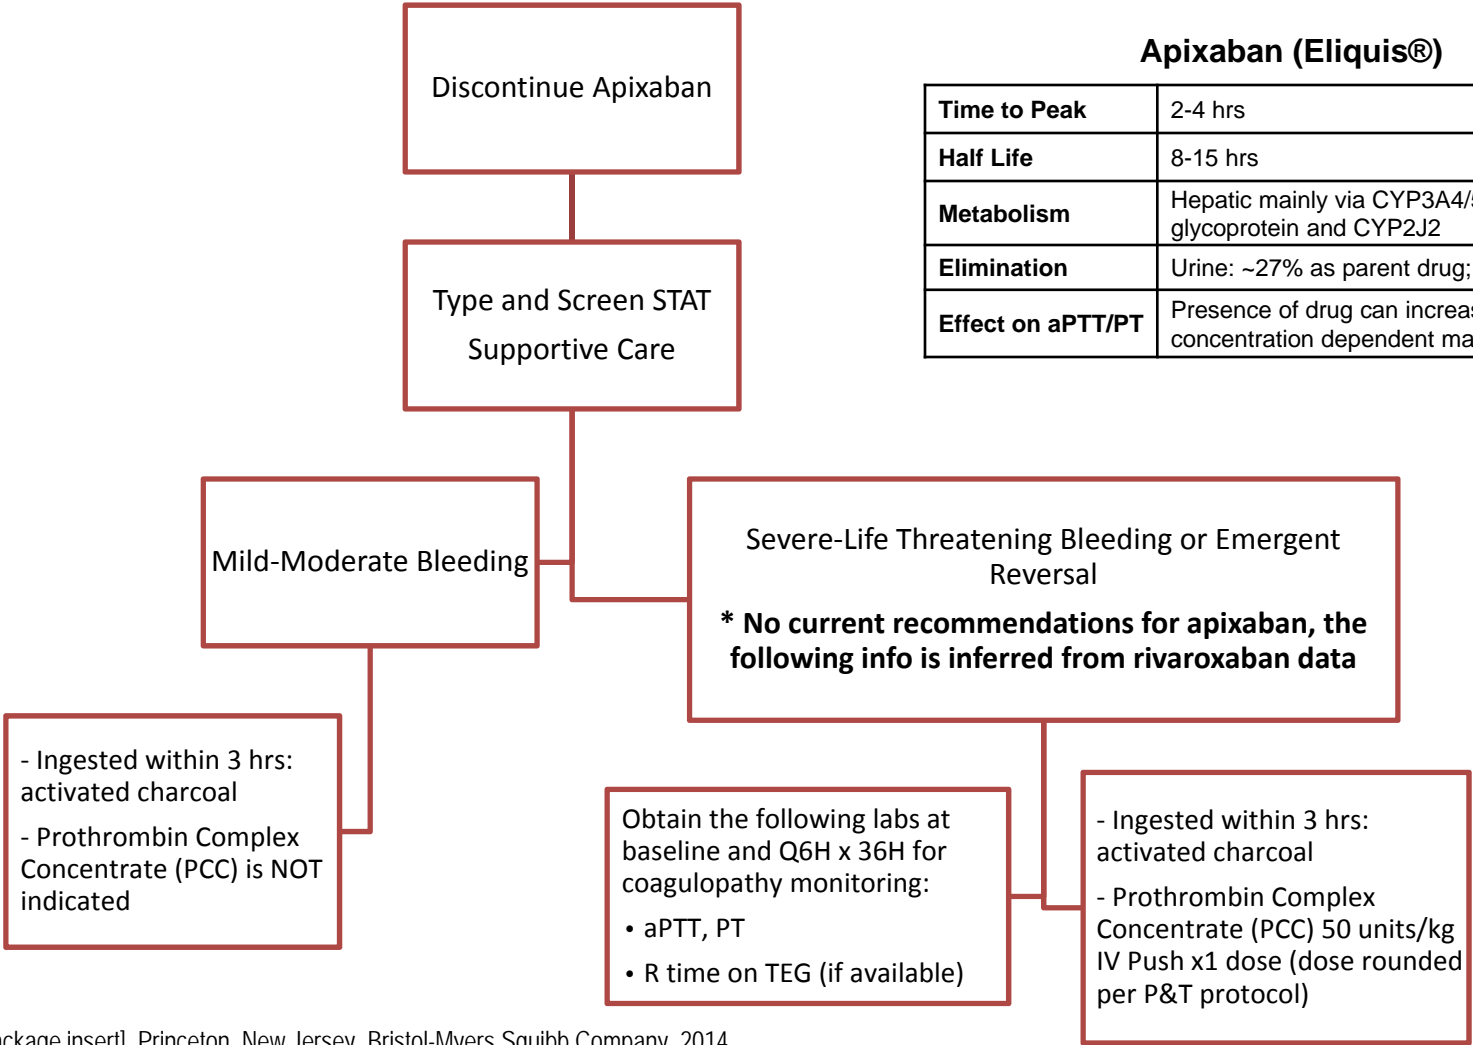 Discontinue Apixaban
Apixaban (Eliquis®)
Time to Peak 2-4 hrs
Half Life 8-15 hrs
Metabolism Hepatic mainly via CYP3A4/
glycoprotein and CYP2J2
Elimination Urine: ~27% as parent drug;
Effect on aPTT/PT Presence of drug can
concentration dependent
Type and Screen STAT
Supportive Care
Mild-Moderate Bleeding
Severe-Life Threatening Bleeding or Emergent
Reversal
* No current recommendations for apixaban, the
following info is inferred from rivaroxaban data
- Ingested within 3 hrs:
activated charcoal
- Prothrombin Complex
Concentrate (PCC) is NOT
indicated
Obtain the following labs at
baseline and Q6H x 36H for
coagulopathy monitoring:
• aPTT, PT
• R time on TEG (if available)
- Ingested within 3 hrs:
activated charcoal
- Prothrombin Complex
Concentrate (PCC) 50 units/kg
IV Push x1 dose (dose rounded
per P&T protocol)
insert]. Princeton, New Jersey. Bristol-Myers Squibb Company. 2014